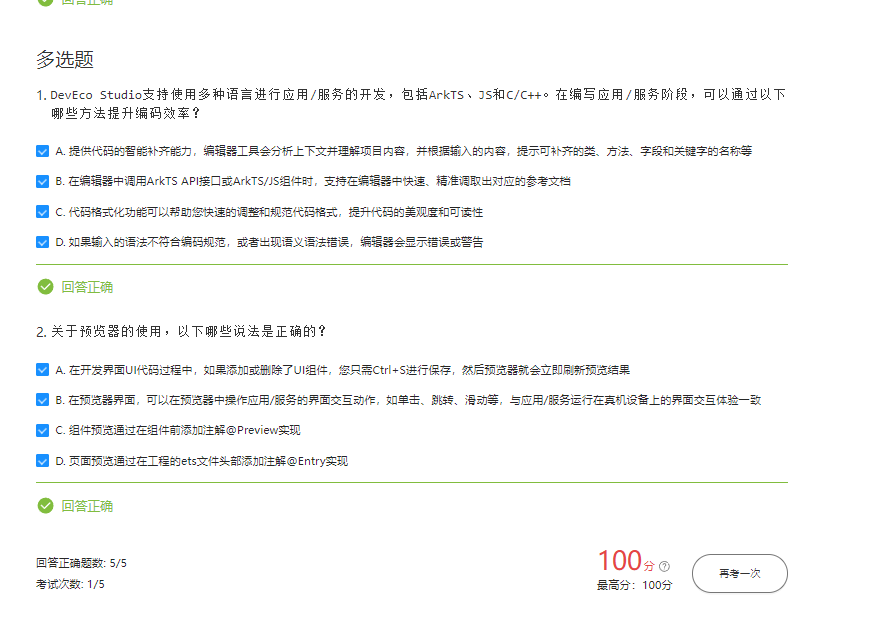 回答正确
多选题
1. DevEco Studio支持使用多种语言进行应用/服务的开发，包括ArkTS、JS和C/C++。在编写应用/服务阶段，可以通过以下
哪些方法提升编码效率？
A. 提供代码的智能补齐能力，编辑器工具会分析上下文并理解项目内容，并根据输入的内容，提示可补齐的类、方法、字段和关键字的名称等
B. 在编辑器中调用ArkTS API接口或ArkTS/JS组件时，支持在编辑器中快速、精准调取出对应的参考文档
C. 代码格式化功能可以帮助您快速的调整和规范代码格式，提升代码的美观度和可读性
D. 如果输入的语法不符合编码规范，或者出现语义语法错误，编辑器会显示错误或警告
回答正确
2. 关于预览器的使用，以下哪些说法是正确的？
A. 在开发界面UI代码过程中，如果添加或删除了UI组件，您只需Ctrl+S进行保存，然后预览器就会立即刷新预览结果
B. 在预览器界面，可以在预览器中操作应用/服务的界面交互动作，如单击、跳转、滑动等，与应用/服务运行在真机设备上的界面交互体验一致
C. 组件预览通过在组件前添加注解@Preview实现
D. 页面预览通过在工程的ets文件头部添加注解@Entry实现
回答正确
回答正确题数: 5/5
考试次数: 1/5
100分 ?
最高分： 100分
再考一次